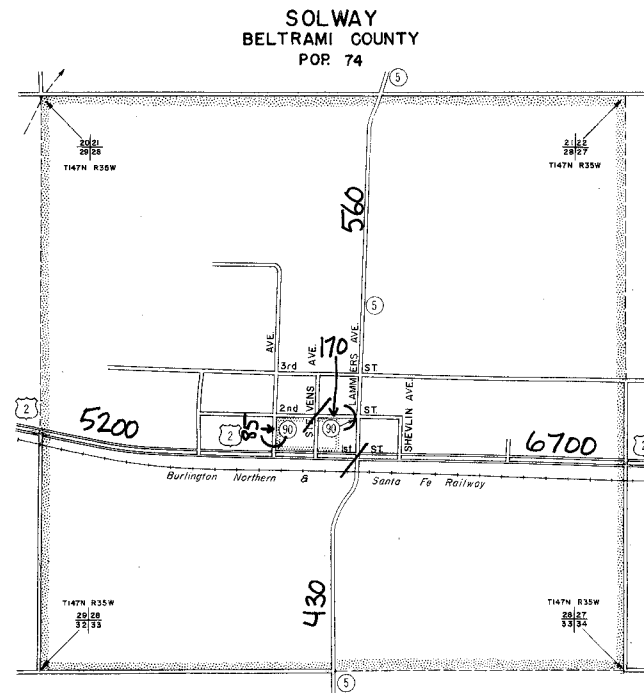 SOLWAY
BELTRAMI COUNTY
POP. 74
5
20 21
29 28
T147N R35W
21 22
28 27
T147N R35W
560
5
AVE.
STEVENS AVE.
170
LAMMERS AVE.
3rd ST.
SHEVLIN AVE.
2
5200
2nd ST.
2
85
90
90
6700
2
1st ST.
Burlington Northern & Santa Fe Railway
430
T147N R35W
29 28
32 33
T147N R35W
28 27
33 34
5